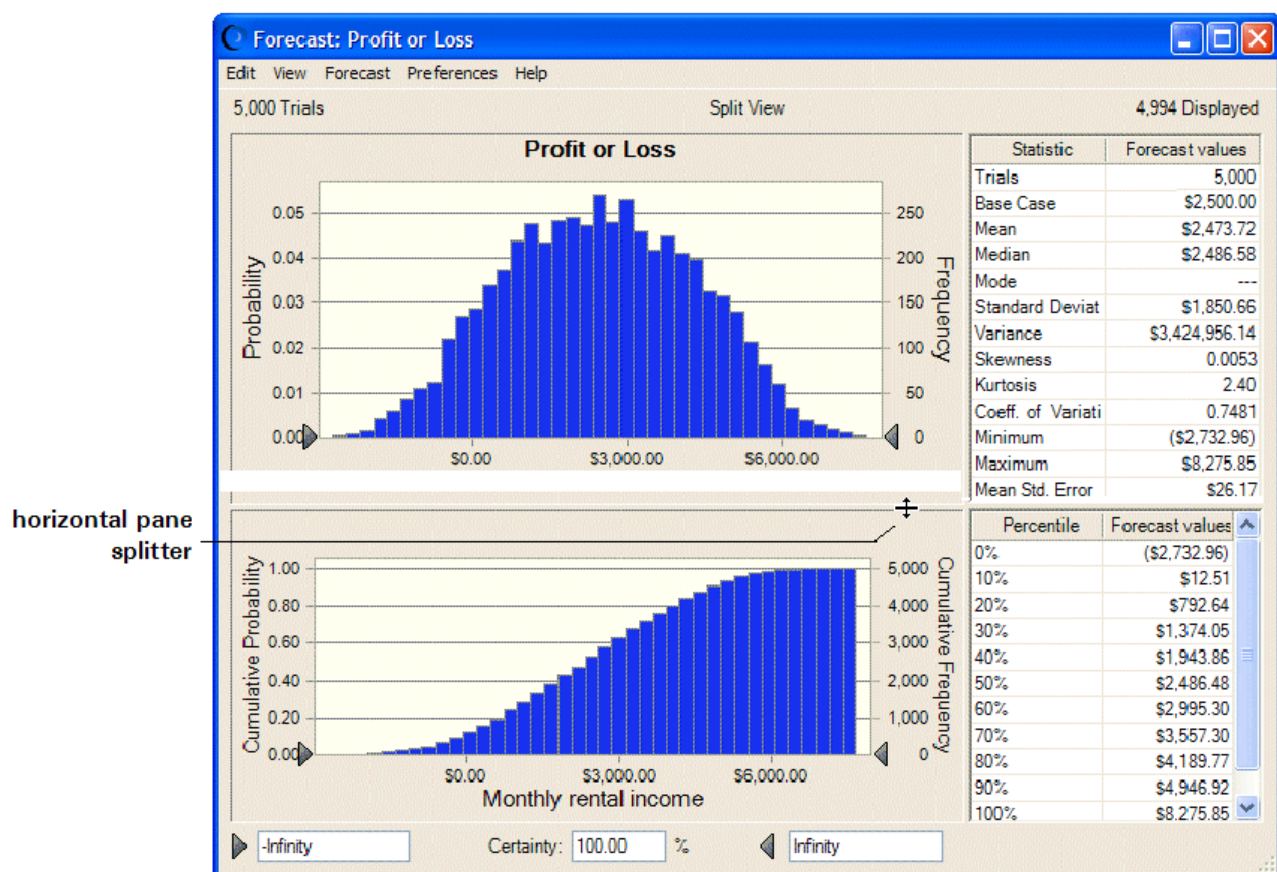 Forecast: Profit or Loss
Edit View Forecast Preferences Help
5,000 Trials Split View 4,994 Displayed
Profit or Loss
Probability
0.05
0.04
0.03
0.02
0.01
0.00
Frequency
250
200
150
100
50
0
$0.00 $3,000.00 $6,000.00
Statistic Forecast values
Trials 5,000
Base Case $2,500.00
Mean $2,473.72
Median $2,486.58
Mode ---
Standard Deviat $1,850.66
Variance $3,424,956.14
Skewness 0.0053
Kurtosis 2.40
Coeff. of Variati 0.7481
Minimum ($2,732.96)
Maximum $8,275.85
Mean Std. Error $26.17
horizontal pane
splitter
Cumulative Probability
1.00
0.80
0.60
0.40
0.20
0.00
Cumulative Frequency
5,000
4,000
3,000
2,000
1,000
0
$0.00 $3,000.00 $6,000.00
Monthly rental income
Percentile Forecast values
0% ($2,732.96)
10% $12.51
20% $792.64
30% $1,374.05
40% $1,943.86
50% $2,486.48
60% $2,995.30
70% $3,557.30
80% $4,189.77
90% $4,946.92
100% $8,275.85
-Infinity Certainty: 100.00 % Infinity